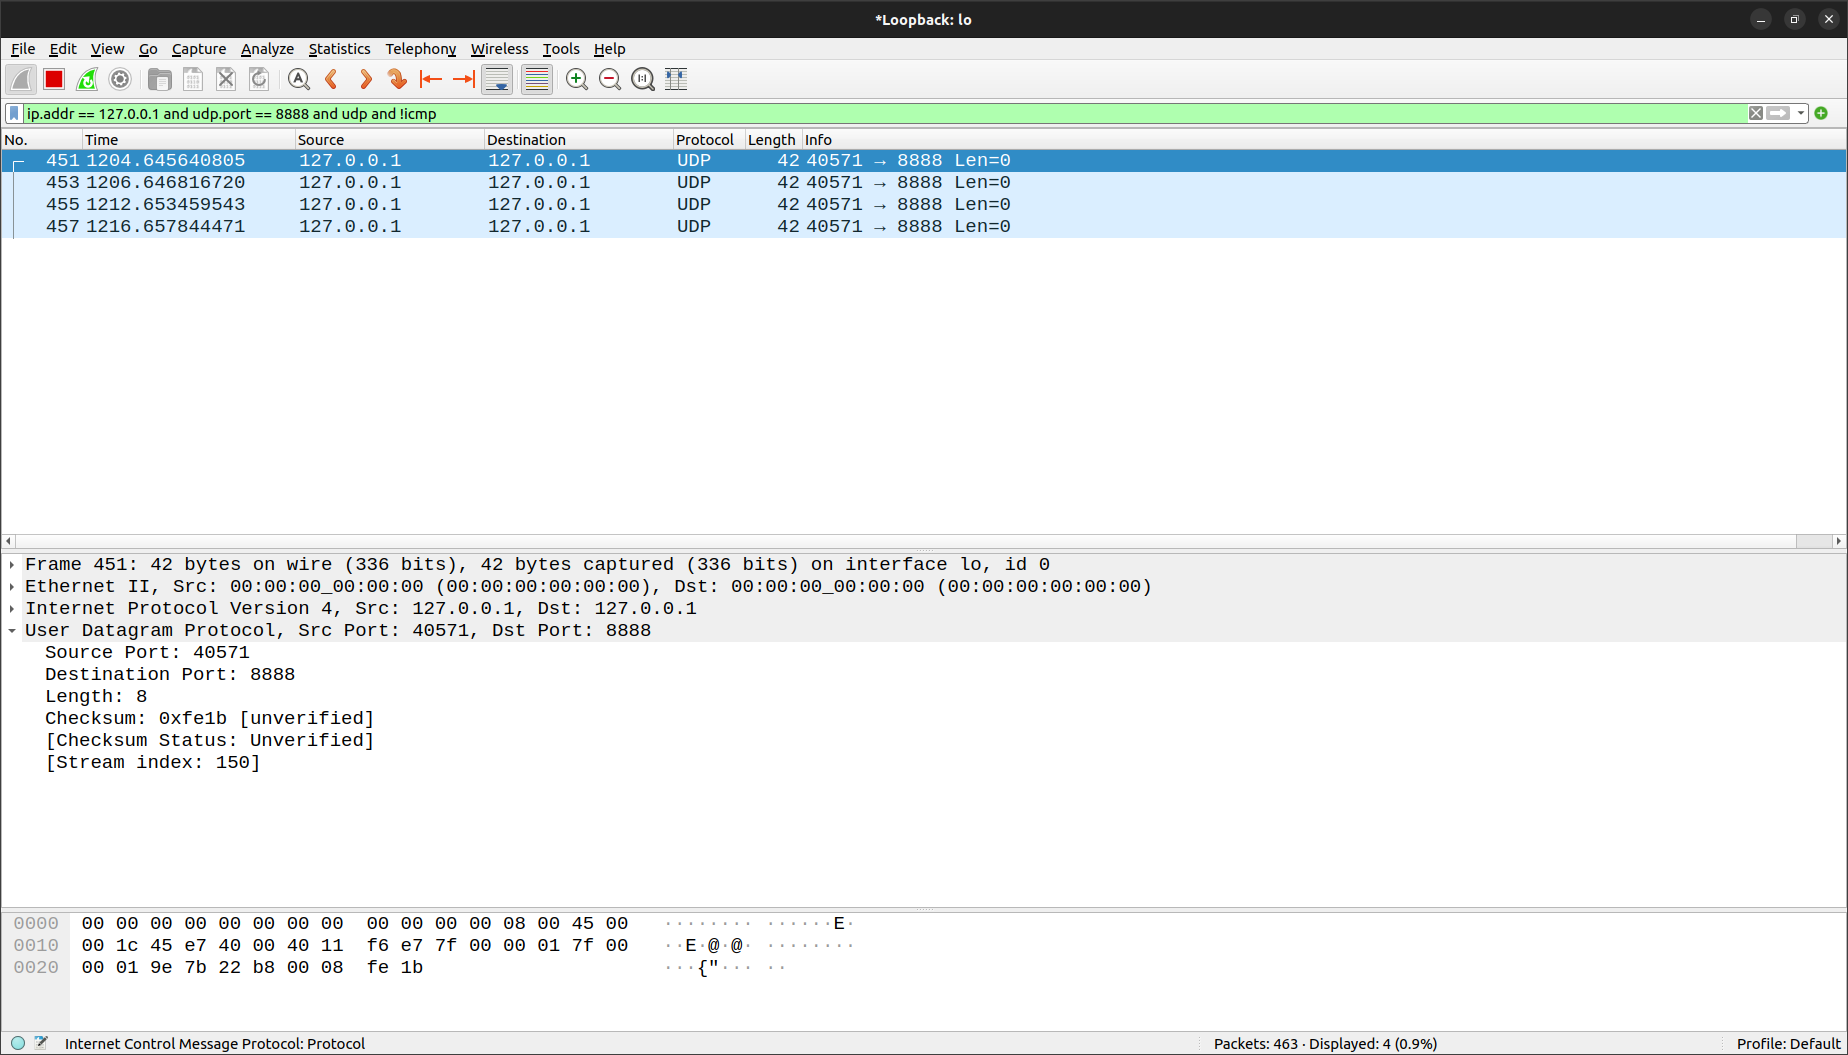 *Loopback: lo
File Edit View Go Capture Analyze Statistics Telephony Wireless Tools Help
ip.addr == 127.0.0.1 and udp.port == 8888 and udp and !icmp
No. Time Source Destination Protocol Length Info
451 1204.645640805 127.0.0.1 127.0.0.1 UDP 42 40571 → 8888 Len=0
453 1206.646816720 127.0.0.1 127.0.0.1 UDP 42 40571 → 8888 Len=0
455 1212.653459543 127.0.0.1 127.0.0.1 UDP 42 40571 → 8888 Len=0
457 1216.657844471 127.0.0.1 127.0.0.1 UDP 42 40571 → 8888 Len=0
Frame 451: 42 bytes on wire (336 bits), 42 bytes captured (336 bits) on interface lo, id 0
Ethernet II, Src: 00:00:00_00:00:00 (00:00:00:00:00:00), Dst: 00:00:00_00:00:00 (00:00:00:00:00:00)
Internet Protocol Version 4, Src: 127.0.0.1, Dst: 127.0.0.1
User Datagram Protocol, Src Port: 40571, Dst Port: 8888
Source Port: 40571
Destination Port: 8888
Length: 8
Checksum: 0xfe1b [unverified]
[Checksum Status: Unverified]
[Stream index: 150]
0000 00 00 00 00 00 00 00 00 00 00 00 00 08 00 45 00 ········ ······E·
0010 00 1c 45 e7 40 00 40 11 f6 e7 7f 00 00 01 7f 00 ··E·@·@· ········
0020 00 01 9e 7b 22 b8 00 08 fe 1b ···{"··· ··
Internet Control Message Protocol: Protocol
Packets: 463 · Displayed: 4 (0.9%)
Profile: Default